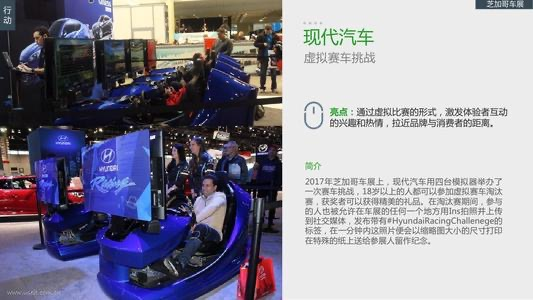 行
动
芝加哥车展
现代汽车
虚拟赛车挑战
亮点：通过虚拟比赛的形式，激发体验者互动
的兴趣和热情，拉近品牌与消费者的距离。
简介
2017年芝加哥车展上，现代汽车用四台模拟器举办了
一次赛车挑战，18岁以上的人都可以参加虚拟赛车淘汰
赛，获奖者可以获得精美的礼品。在淘汰赛期间，参与
的人也被允许在车展的任何一个地方用Ins拍照并上传
到社交媒体，发布带有#HyundaiRacingChallenege的
标签，在一分钟内这照片便会以缩略图大小的尺寸打印
在特殊的纸上送给参展人留作纪念。
HYUNDAI
Racing